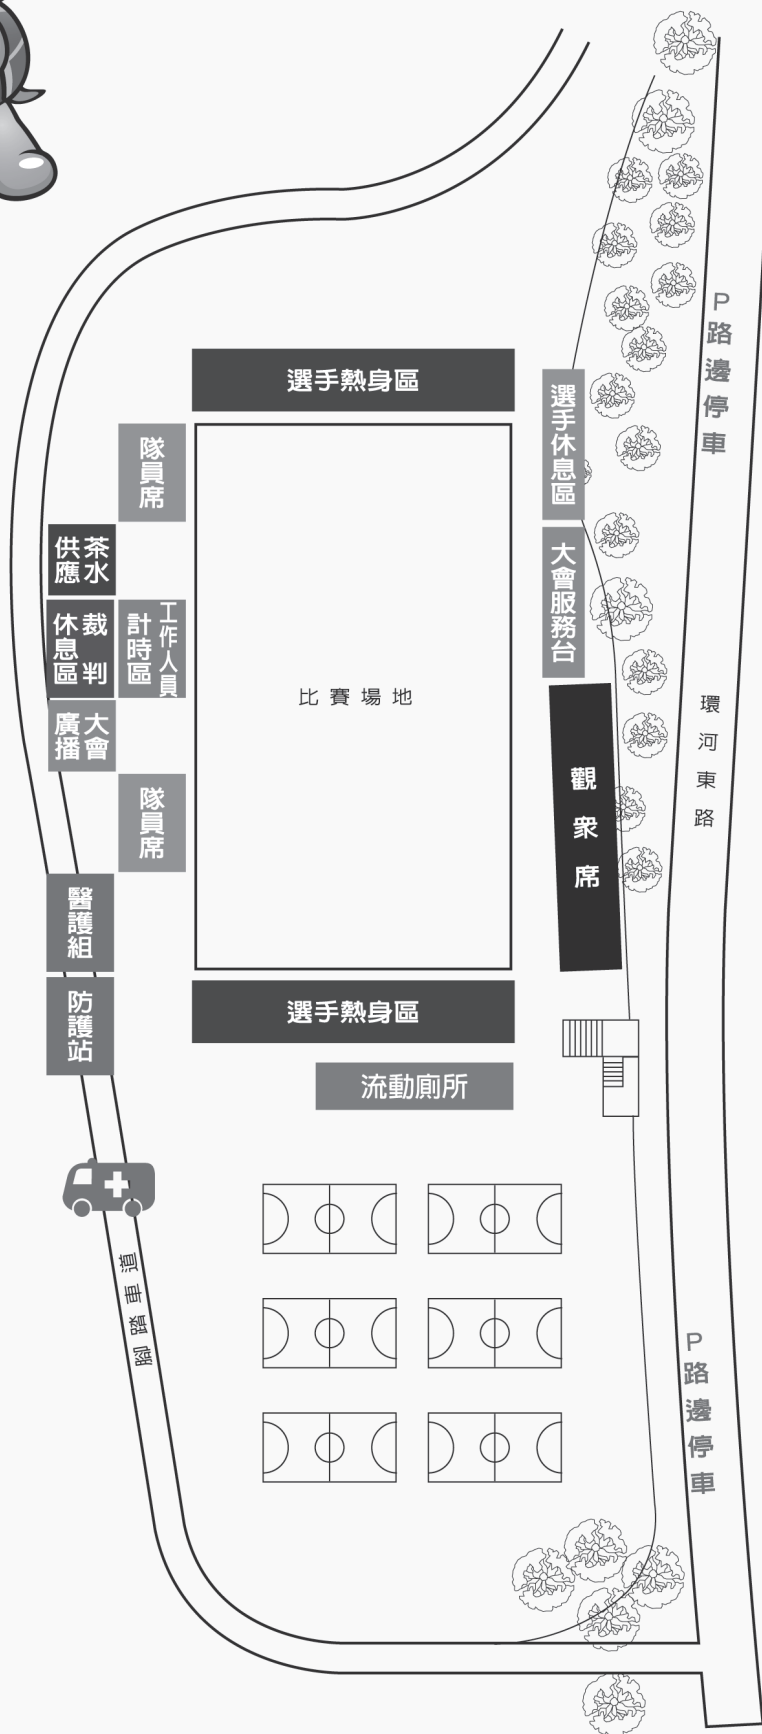 選手熱身區
P路邊停車
選手休息區
隊員席
茶水
供應
大會服務台
裁判
休息區
工作人員
計時區
比賽場地
環河東路
大會
廣播
觀眾席
隊員席
醫護組
防護站
選手熱身區
流動廁所
腳踏車道
P路邊停車